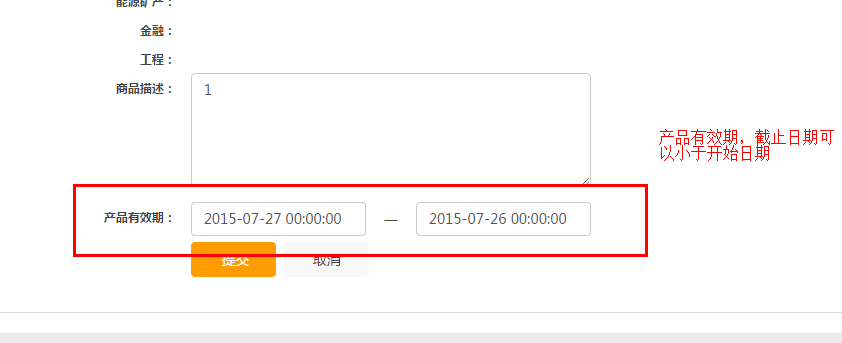 能源矿产：
金融：
工程：
商品描述：
1
产品有效期，截止日期可
以小于开始日期
产品有效期： 2015-07-27 00:00:00 — 2015-07-26 00:00:00
提交 取消